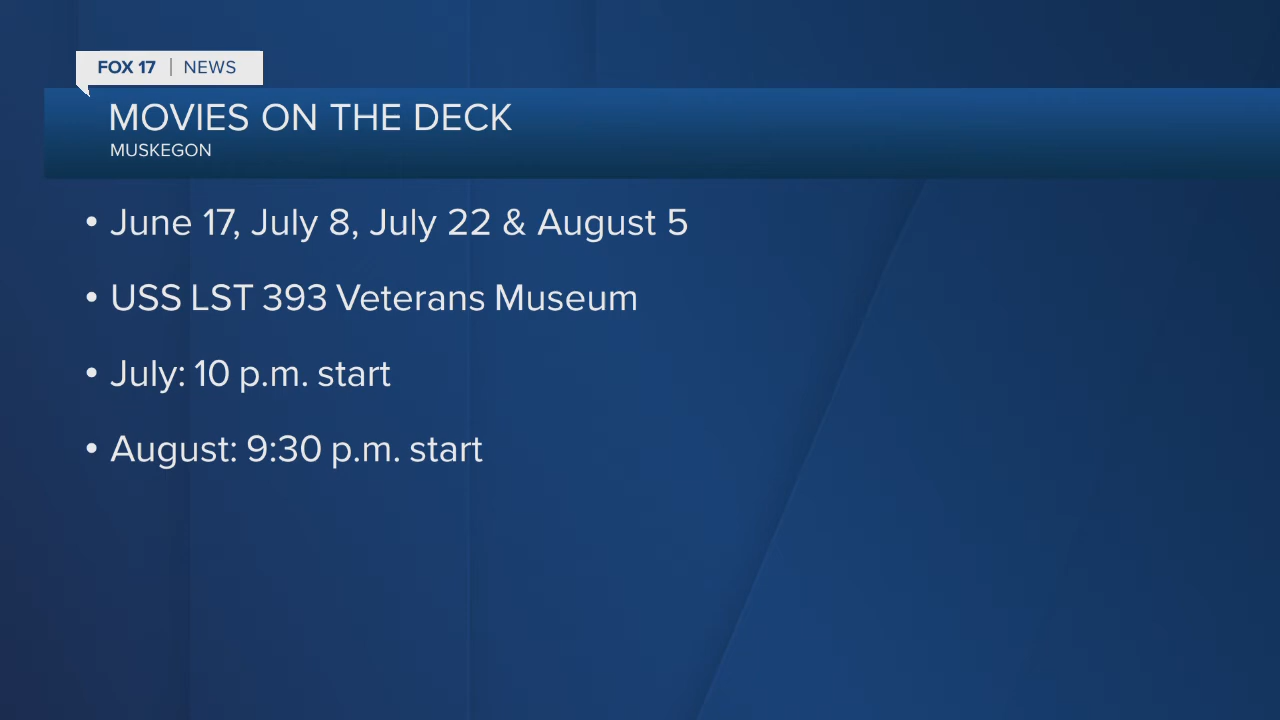 FOX 17 | NEWS
MOVIES ON THE DECK
MUSKEGON
• June 17, July 8, July 22 & August 5
• USS LST 393 Veterans Museum
• July: 10 p.m. start
• August: 9:30 p.m. start